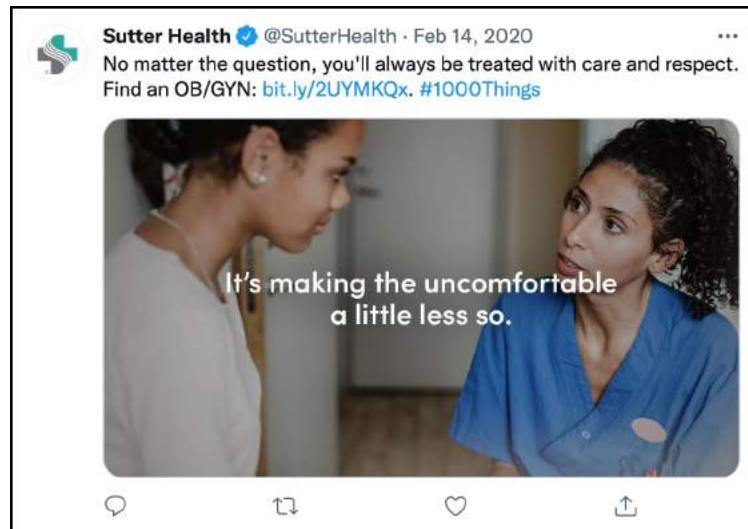 Sutter Health @SutterHealth · Feb 14, 2020
No matter the question, you'll always be treated with care and respect.
Find an OB/GYN: bit.ly/2UYMKQx. #1000Things
It's making the uncomfortable
a little less so.